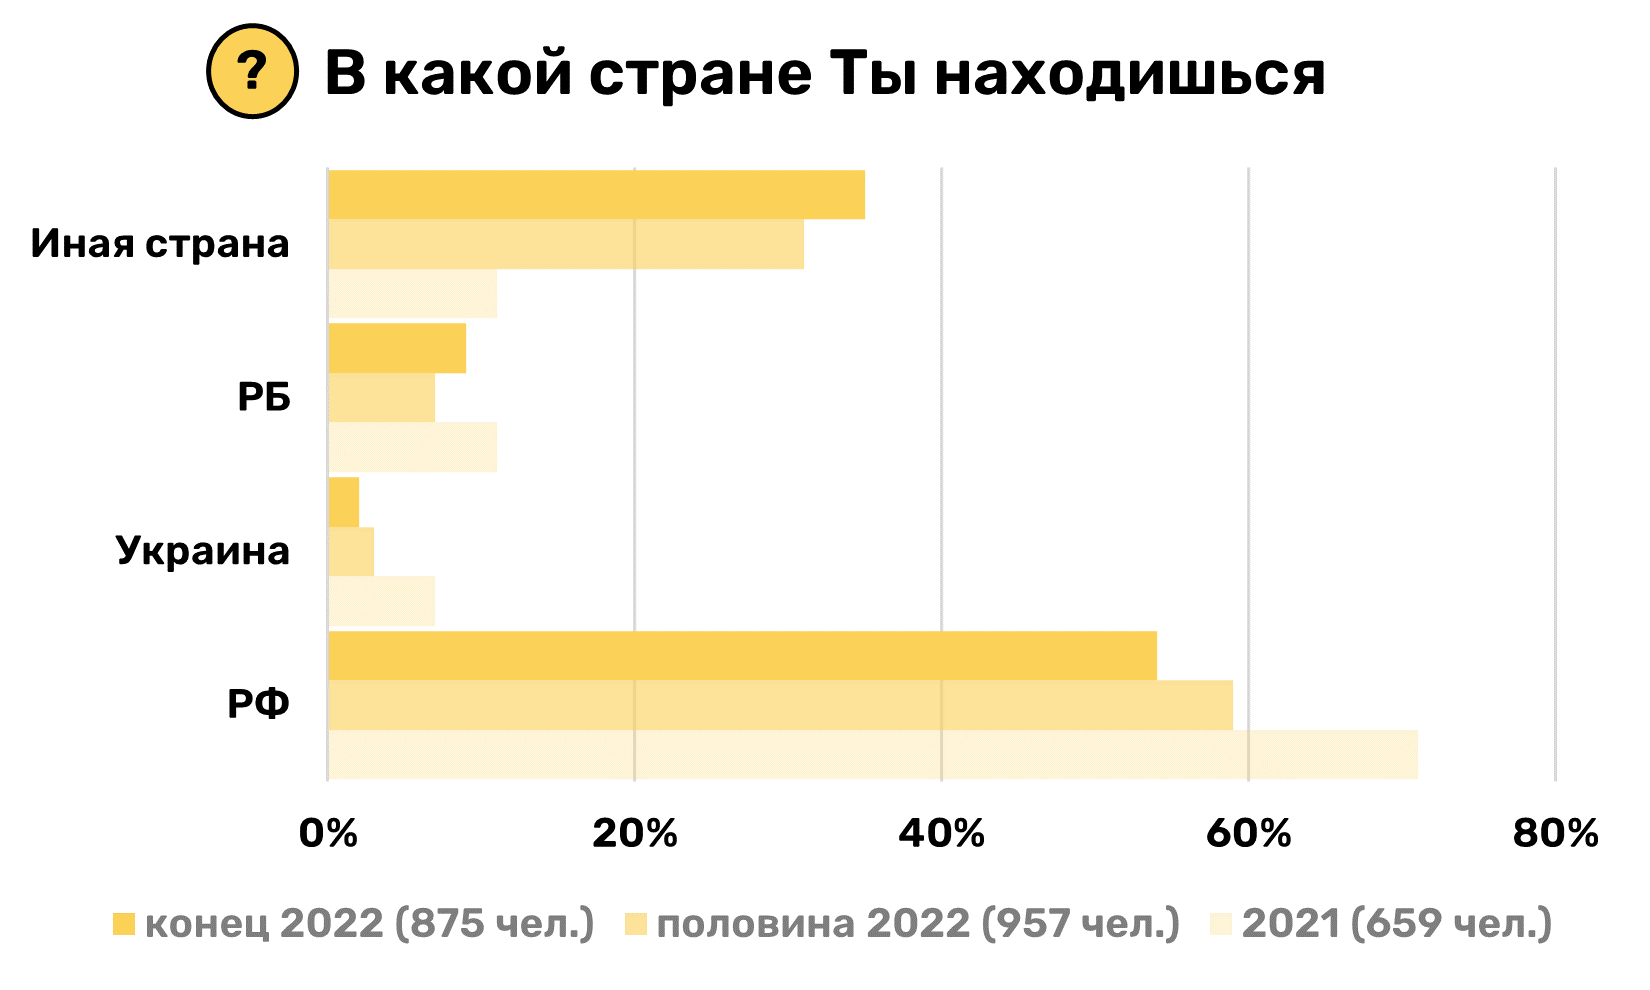 ? В какой стране Ты находишься
Иная страна
РБ
Украина
РФ
0% 20% 40% 60% 80%
конец 2022 (875 чел.) половина 2022 (957 чел.) 2021 (659 чел.)